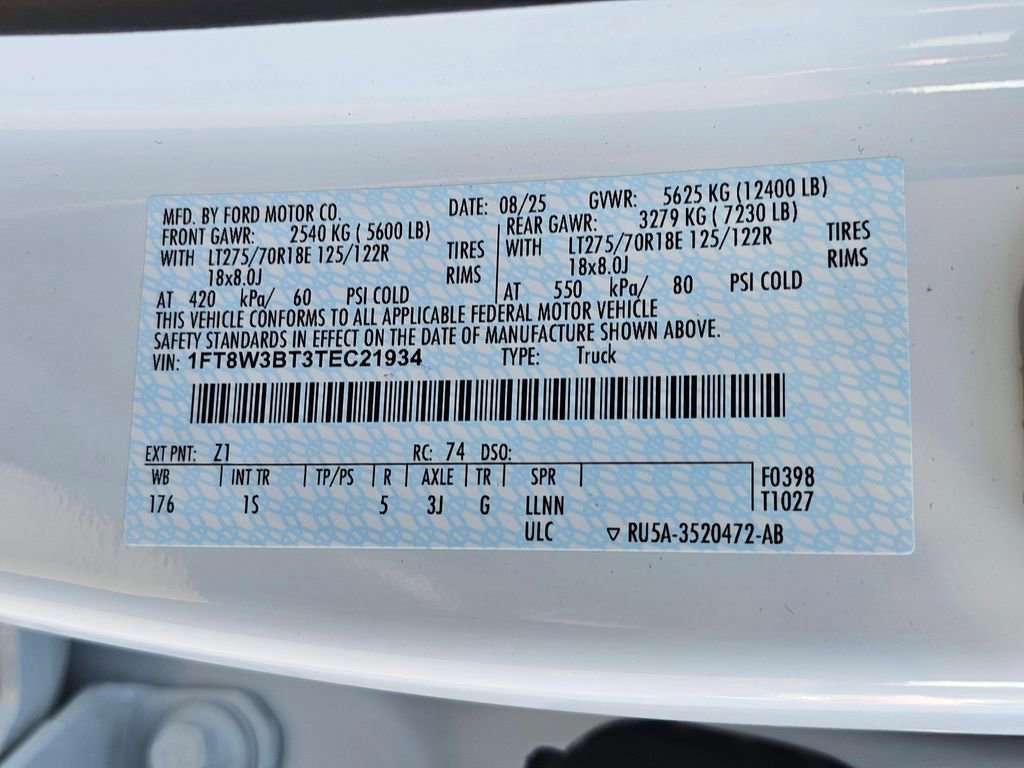 MFD. BY FORD MOTOR CO. DATE: 08/25 GVWR: 5625 KG (12400 LB)
FRONT GAWR: 2540 KG ( 5600 LB) REAR GAWR: 3279 KG ( 7230 LB)
WITH LT275/70R18E 125/122R TIRES WITH LT275/70R18E 125/122R TIRES
18x8.0J RIMS 18x8.0J RIMS
AT 420 kPa/ 60 PSI COLD AT 550 kPa/ 80 PSI COLD
THIS VEHICLE CONFORMS TO ALL APPLICABLE FEDERAL MOTOR VEHICLE
SAFETY STANDARDS IN EFFECT ON THE DATE OF MANUFACTURE SHOWN ABOVE.
VIN: 1FT8W3BT3TEC21934 TYPE: Truck
EXT PNT: Z1 RC: 74 DSO:
WB INT TR TP/PS R AXLE TR SPR F0398
176 1S 5 3J G LLNN T1027
ULC ▽ RU5A-3520472-AB